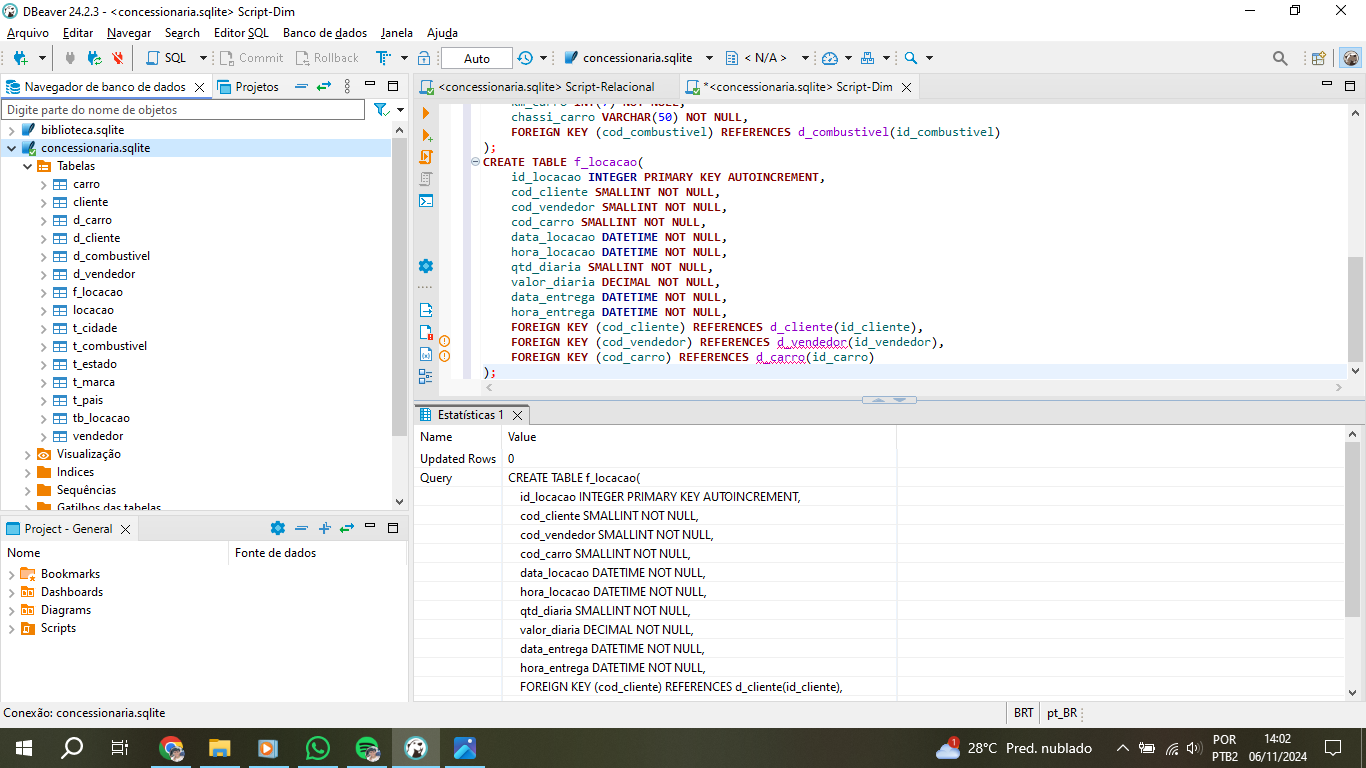 DBeaver 24.2.3 - <concessionaria.sqlite> Script-Dim
Arquivo Editar Navegar Search Editor SQL Banco de dados Janela Ajuda
SQL Commit Rollback Auto concessionaria.sqlite < N/A >
Navegador de banco de dados Projetos
Digite parte do nome de objetos
biblioteca.sqlite
concessionaria.sqlite
Tabelas
carro
cliente
d_carro
d_cliente
d_combustivel
d_vendedor
f_locacao
locacao
t_cidade
t_combustivel
t_estado
t_marca
t_pais
tb_locacao
vendedor
Visualização
Indices
Sequências
Gatilhos das tabelas
Project - General
Nome Fonte de dados
Bookmarks
Dashboards
Diagrams
Scripts
<concessionaria.sqlite> Script-Relacional *<concessionaria.sqlite> Script-Dim
km_carro INT(7) NOT NULL,
chassi_carro VARCHAR(50) NOT NULL,
FOREIGN KEY (cod_combustivel) REFERENCES d_combustivel(id_combustivel)
);
CREATE TABLE f_locacao(
id_locacao INTEGER PRIMARY KEY AUTOINCREMENT,
cod_cliente SMALLINT NOT NULL,
cod_vendedor SMALLINT NOT NULL,
cod_carro SMALLINT NOT NULL,
data_locacao DATETIME NOT NULL,
hora_locacao DATETIME NOT NULL,
qtd_diaria SMALLINT NOT NULL,
valor_diaria DECIMAL NOT NULL,
data_entrega DATETIME NOT NULL,
hora_entrega DATETIME NOT NULL,
FOREIGN KEY (cod_cliente) REFERENCES d_cliente(id_cliente),
FOREIGN KEY (cod_vendedor) REFERENCES d_vendedor(id_vendedor),
FOREIGN KEY (cod_carro) REFERENCES d_carro(id_carro)
);
Estatísticas 1
Name Value
Updated Rows 0
Query CREATE TABLE f_locacao(
id_locacao INTEGER PRIMARY KEY AUTOINCREMENT,
cod_cliente SMALLINT NOT NULL,
cod_vendedor SMALLINT NOT NULL,
cod_carro SMALLINT NOT NULL,
data_locacao DATETIME NOT NULL,
hora_locacao DATETIME NOT NULL,
qtd_diaria SMALLINT NOT NULL,
valor_diaria DECIMAL NOT NULL,
data_entrega DATETIME NOT NULL,
hora_entrega DATETIME NOT NULL,
FOREIGN KEY (cod_cliente) REFERENCES d_cliente(id_cliente),
Conexão: concessionaria.sqlite BRT pt_BR
1 28°C Pred. nublado POR 14:02
PTB2 06/11/2024